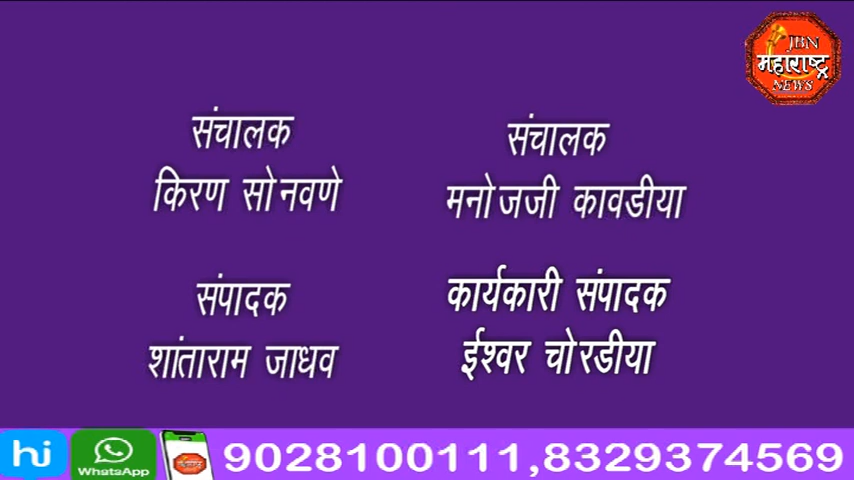 JBN
महाराष्ट्र
NEWS
संचालक
किरण सोनवणे
संचालक
मनोजजी कावडीया
संपादक
शांताराम जाधव
कार्यकारी संपादक
ईश्वर चोरडीया
hi
WhatsApp
9028100111,8329374569